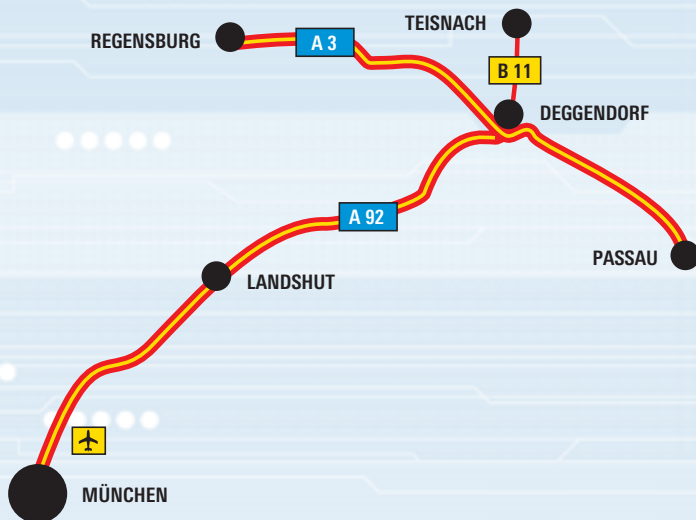 TEISNACH
REGENSBURG
A 3
B 11
DEGGENDORF
A 92
PASSAU
LANDSHUT
MÜNCHEN